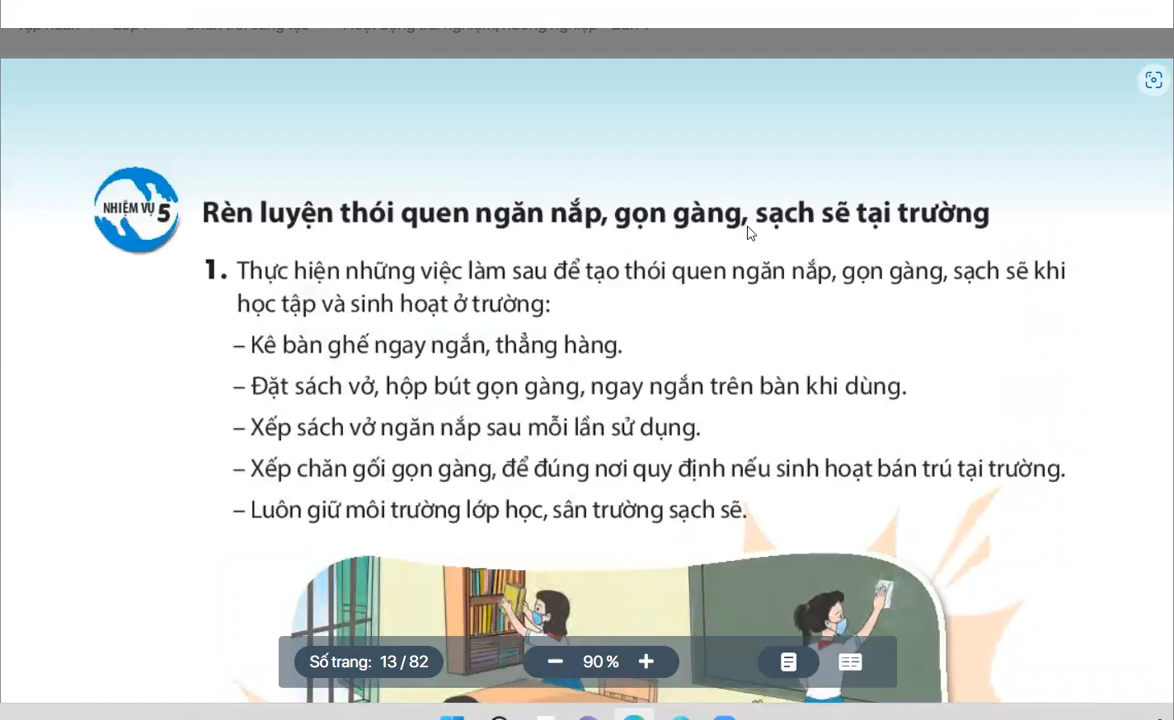 NHIỆM VỤ 5
Rèn luyện thói quen ngăn nắp, gọn gàng, sạch sẽ tại trường
1. Thực hiện những việc làm sau để tạo thói quen ngăn nắp, gọn gàng, sạch sẽ khi
học tập và sinh hoạt ở trường:
– Kê bàn ghế ngay ngắn, thẳng hàng.
– Đặt sách vở, hộp bút gọn gàng, ngay ngắn trên bàn khi dùng.
– Xếp sách vở ngăn nắp sau mỗi lần sử dụng.
– Xếp chăn gối gọn gàng, để đúng nơi quy định nếu sinh hoạt bán trú tại trường.
– Luôn giữ môi trường lớp học, sân trường sạch sẽ.
Số trang: 13 / 82
90 %